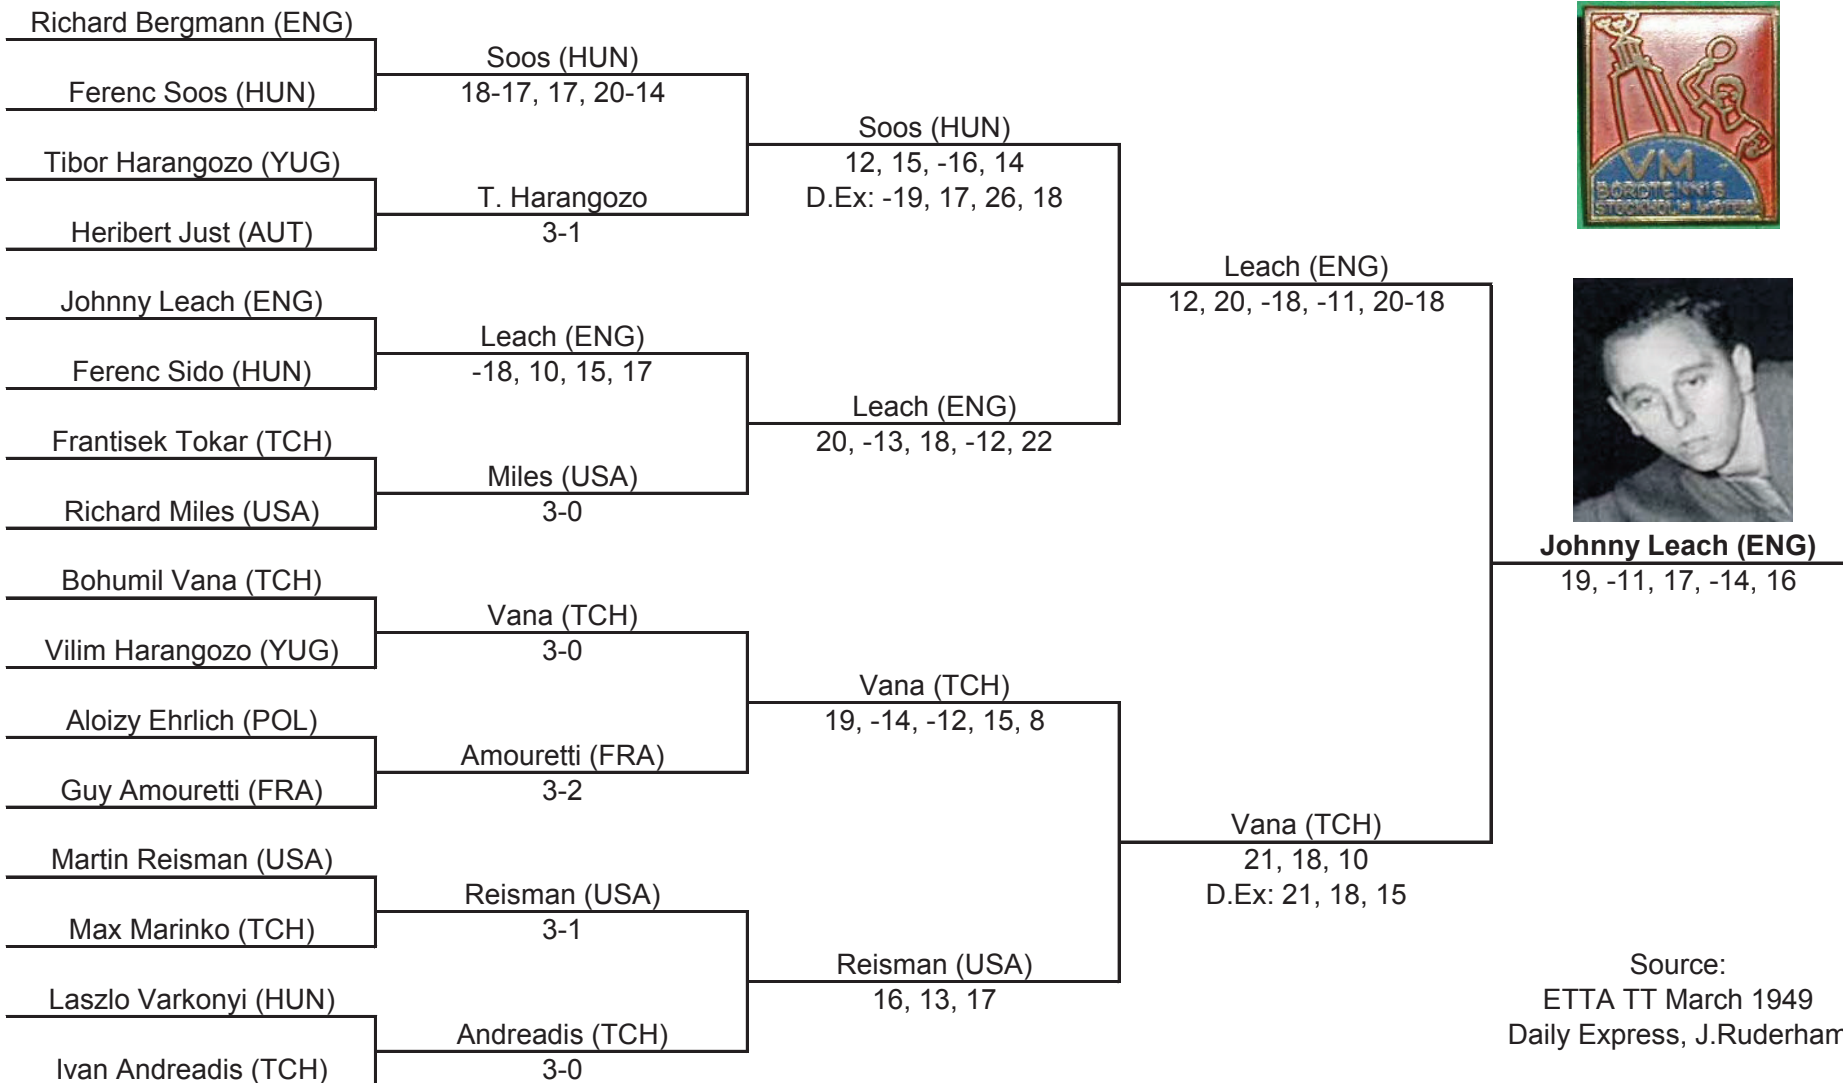 Richard Bergmann (ENG)
Ferenc Soos (HUN)
Tibor Harangozo (YUG)
Heribert Just (AUT)
Johnny Leach (ENG)
Ferenc Sido (HUN)
Frantisek Tokar (TCH)
Richard Miles (USA)
Bohumil Vana (TCH)
Vilim Harangozo (YUG)
Aloizy Ehrlich (POL)
Guy Amouretti (FRA)
Martin Reisman (USA)
Max Marinko (TCH)
Laszlo Varkonyi (HUN)
Ivan Andreadis (TCH)
Soos (HUN)
18-17, 17, 20-14
T. Harangozo
3-1
Leach (ENG)
-18, 10, 15, 17
Miles (USA)
3-0
Vana (TCH)
3-0
Amouretti (FRA)
3-2
Reisman (USA)
3-1
Andreadis (TCH)
3-0
Soos (HUN)
12, 15, -16, 14
D.Ex: -19, 17, 26, 18
Leach (ENG)
20, -13, 18, -12, 22
Vana (TCH)
19, -14, -12, 15, 8
Reisman (USA)
16, 13, 17
Leach (ENG)
12, 20, -18, -11, 20-18
Vana (TCH)
21, 18, 10
D.Ex: 21, 18, 15
VM
BORDTENNIS
STOCKHOLM
Johnny Leach (ENG)
19, -11, 17, -14, 16
Source:
ETTA TT March 1949
Daily Express, J.Ruderham